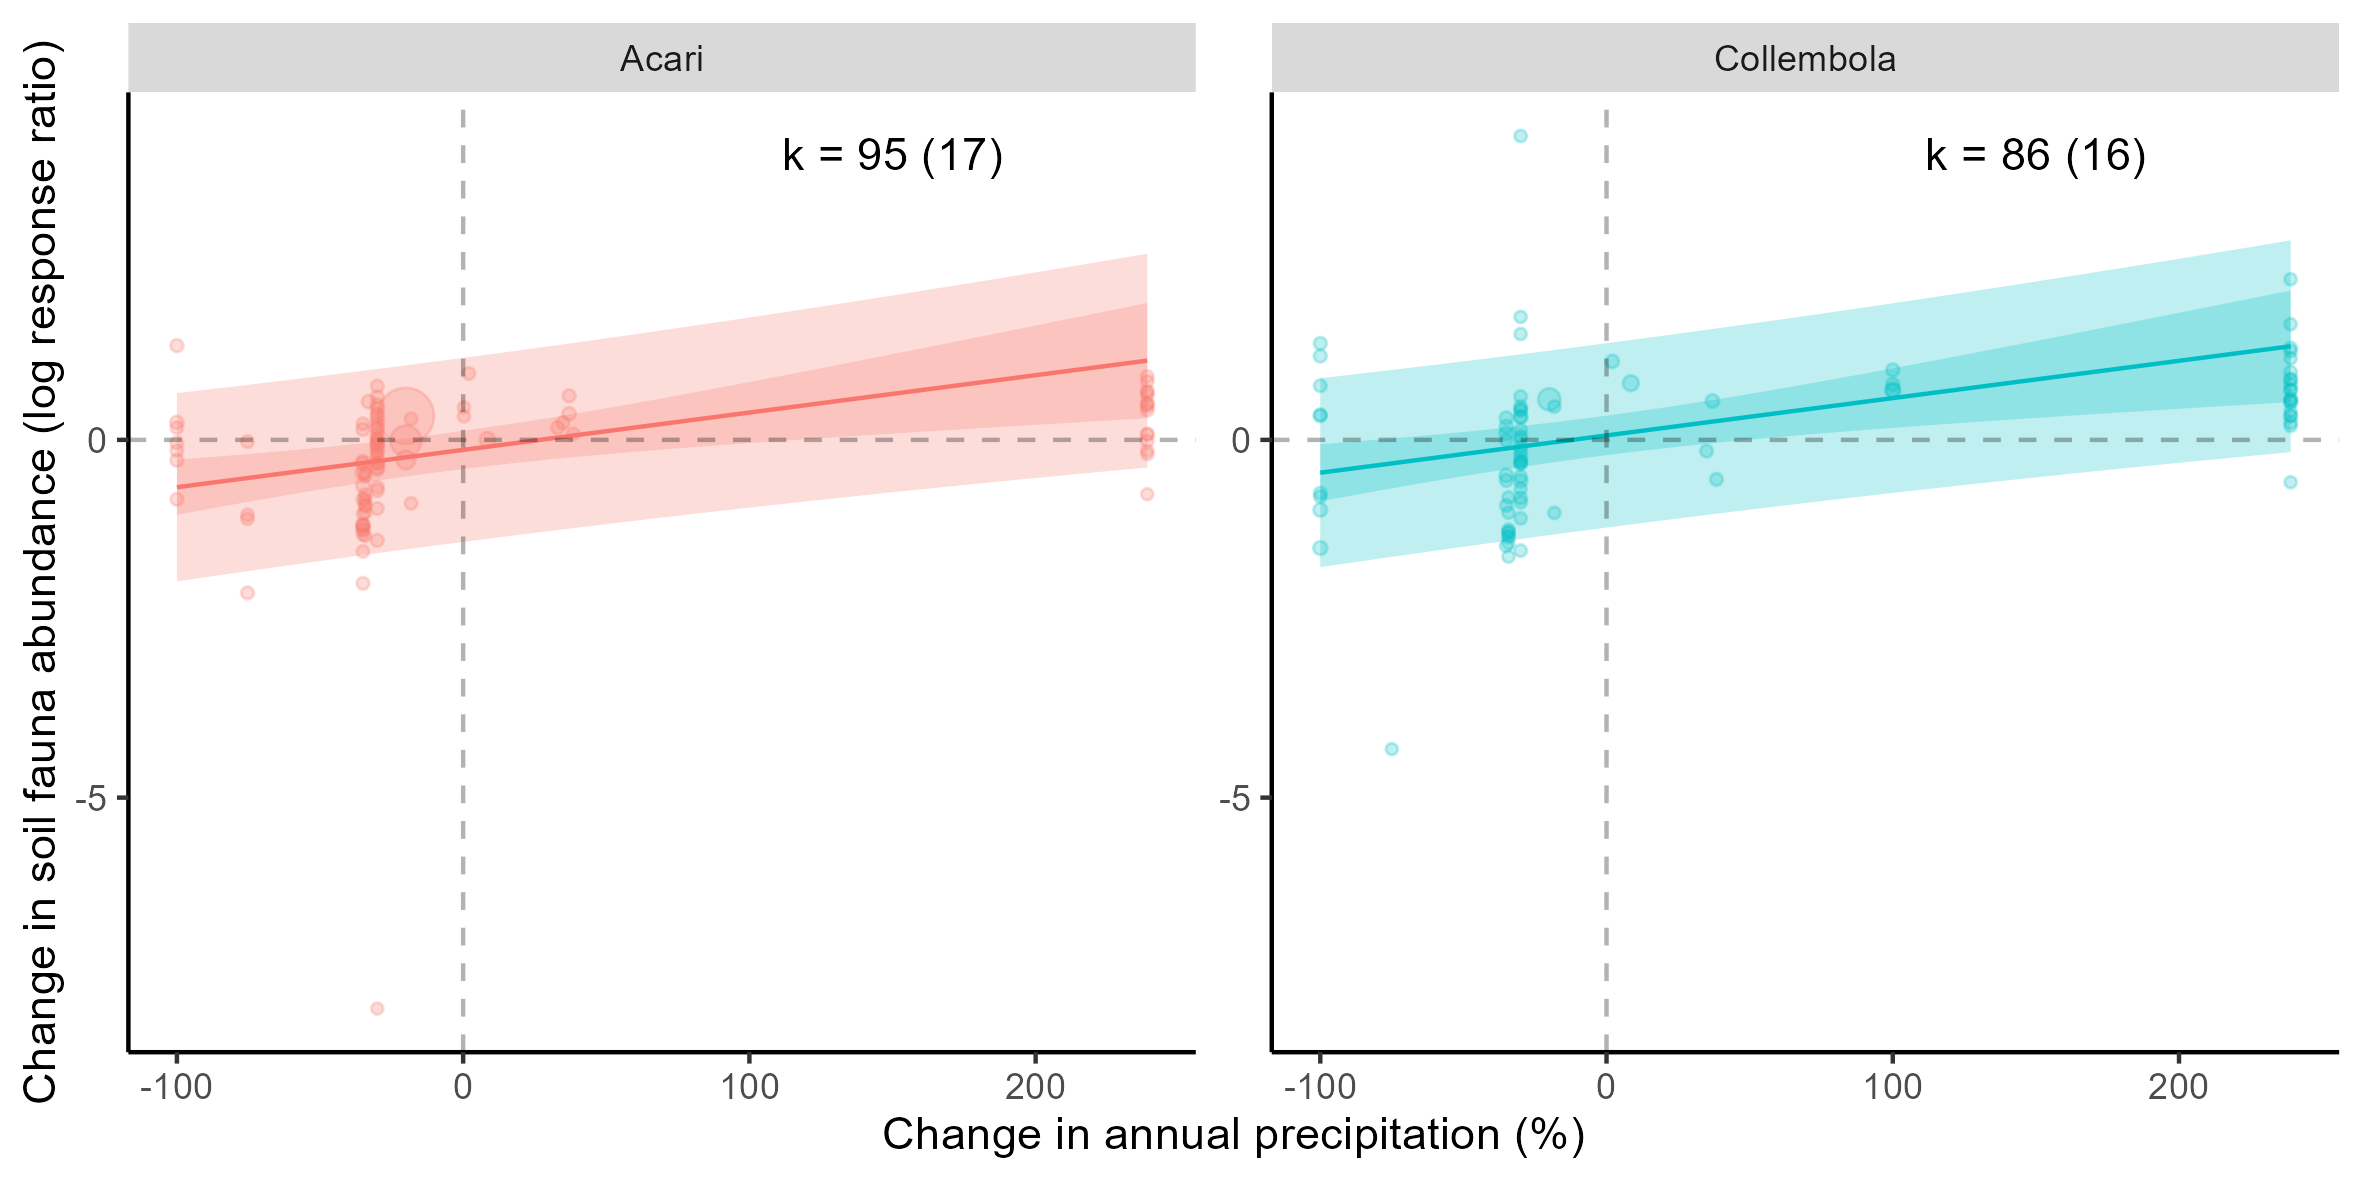 Acari
Collembola
k = 95 (17)
k = 86 (16)
Change in soil fauna abundance (log response ratio)
0
-5
0
-5
-100
0
100
200
-100
0
100
200
Change in annual precipitation (%)